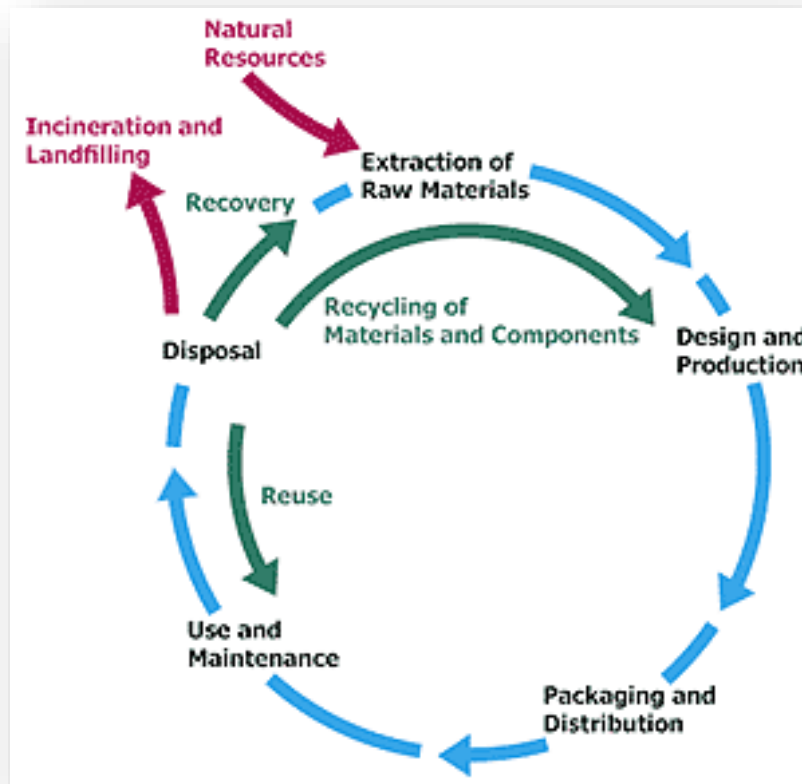 Natural
Resources
Incineration and
Landfilling
Extraction of
Raw Materials
Recovery
Recycling of
Materials and Components
Design and
Production
Disposal
Reuse
Use and
Maintenance
Packaging and
Distribution